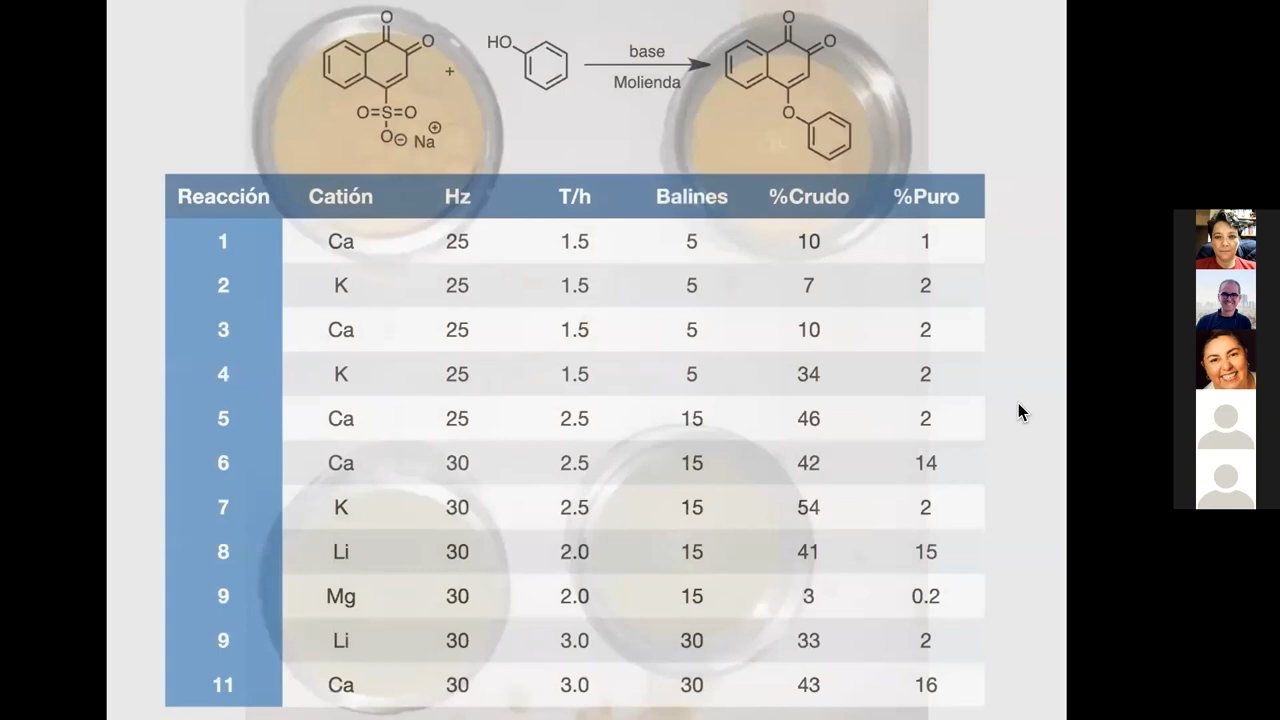 O
O
HO
O
O
+
base
Molienda
O=S=O
O⊖ Na⊕
O
Reacción Catión Hz T/h Balines %Crudo %Puro
1 Ca 25 1.5 5 10 1
2 K 25 1.5 5 7 2
3 Ca 25 1.5 5 10 2
4 K 25 1.5 5 34 2
5 Ca 25 2.5 15 46 2
6 Ca 30 2.5 15 42 14
7 K 30 2.5 15 54 2
8 Li 30 2.0 15 41 15
9 Mg 30 2.0 15 3 0.2
9 Li 30 3.0 30 33 2
11 Ca 30 3.0 30 43 16